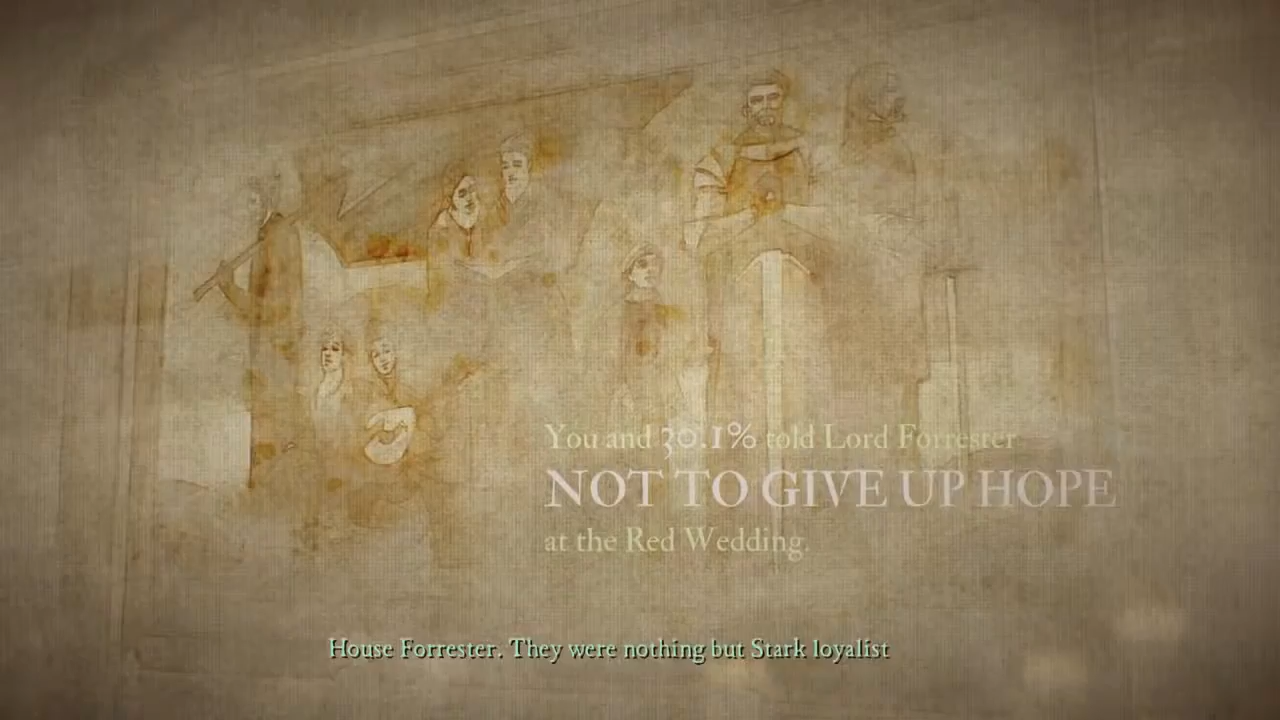 You and 30.1% told Lord Forrester
NOT TO GIVE UP HOPE
at the Red Wedding.
House Forrester. They were nothing but Stark loyalist